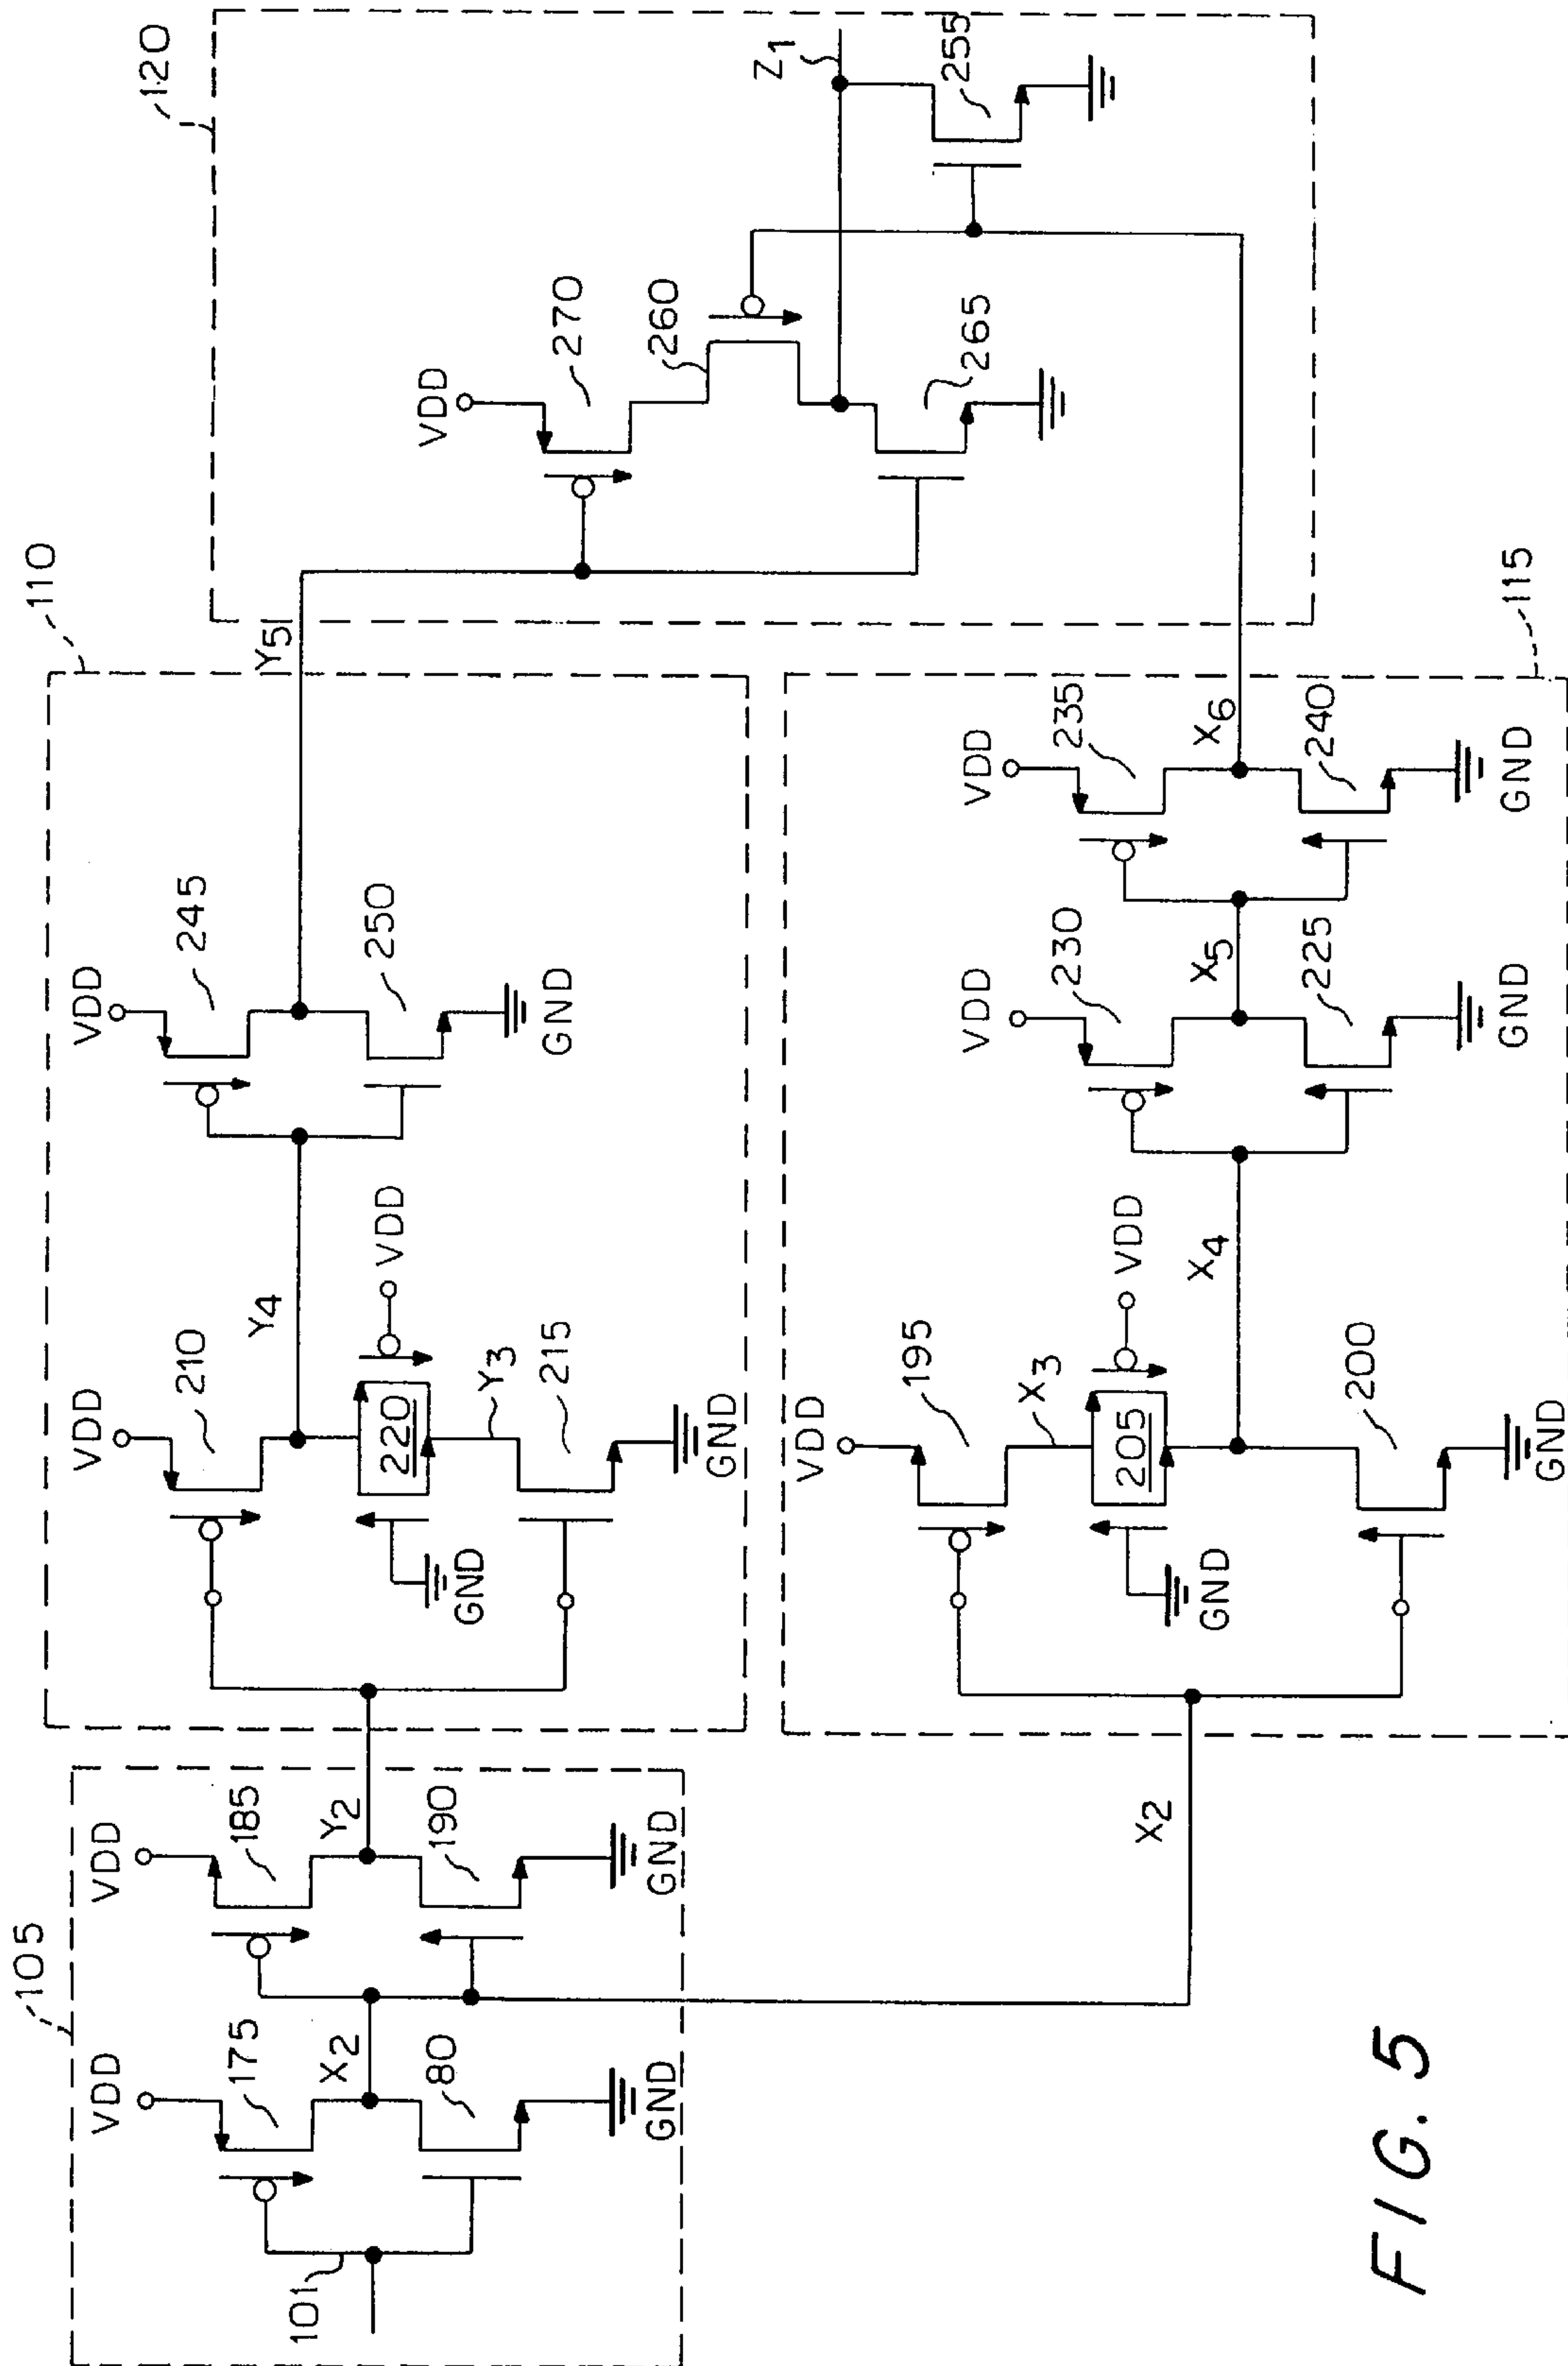 120
Z1
255
270
VDD
260
265
110
Y5
245
VDD
250
GND
VDD
210
Y4
VDD
220
Y3
215
GND
GND
115
235
VDD
X6
240
GND
230
VDD
X5
225
GND
195
VDD
X3
VDD
205
X4
200
GND
GND
105
185
VDD
Y2
190
GND
175
VDD
X2
80
GND
101
X2
FIG. 5